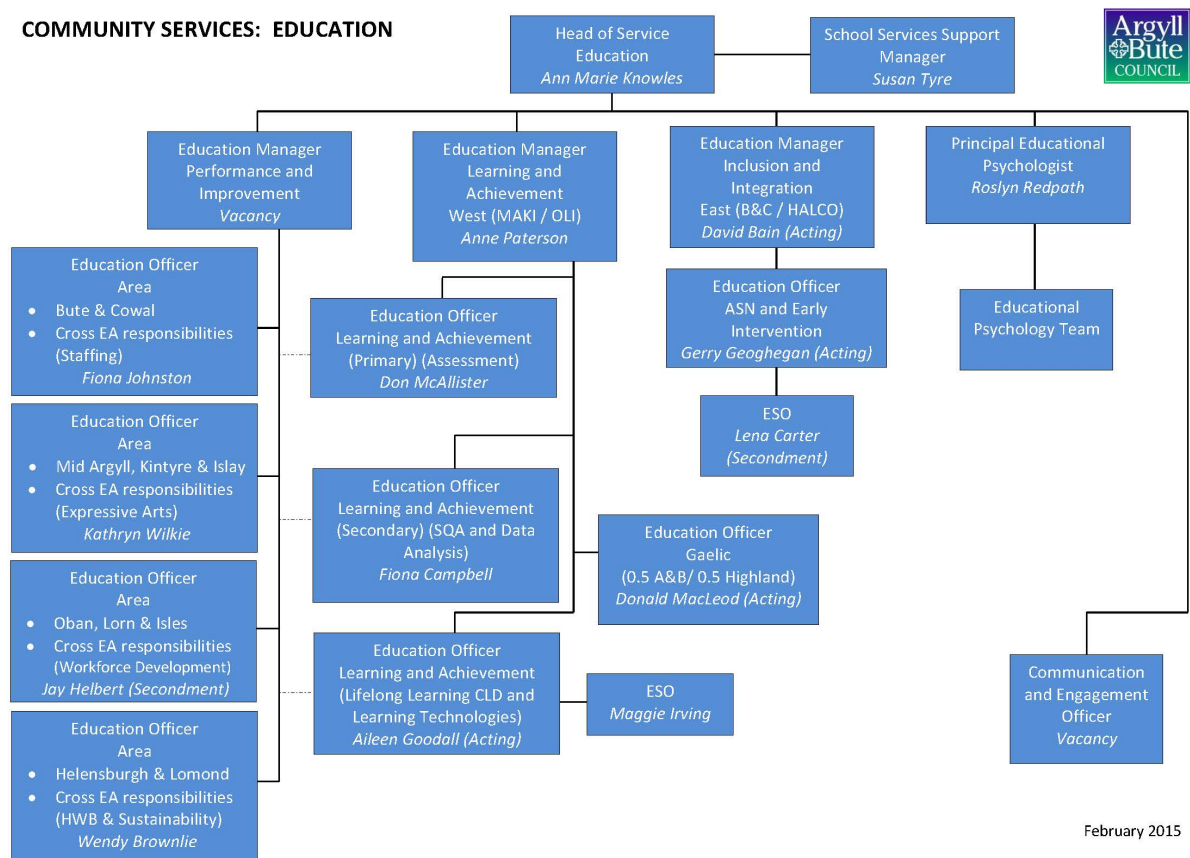 COMMUNITY SERVICES: EDUCATION
Head of Service
Education
Ann Marie Knowles
School Services Support
Manager
Susan Tyre
Argyll
&Bute
COUNCIL
Education Manager
Performance and
Improvement
Vacancy
Education Manager
Learning and
Achievement
West (MAKI / OLI)
Anne Paterson
Education Manager
Inclusion and
Integration
East (B&C / HALCO)
David Bain (Acting)
Principal Educational
Psychologist
Roslyn Redpath
Education Officer
Area
• Bute & Cowal
• Cross EA responsibilities
(Staffing)
Fiona Johnston
Education Officer
Learning and Achievement
(Primary) (Assessment)
Don McAllister
Education Officer
ASN and Early
Intervention
Gerry Geoghegan (Acting)
Educational
Psychology Team
Education Officer
Area
• Mid Argyll, Kintyre & Islay
• Cross EA responsibilities
(Expressive Arts)
Kathryn Wilkie
ESO
Lena Carter
(Secondment)
Education Officer
Learning and Achievement
(Secondary) (SQA and Data
Analysis)
Fiona Campbell
Education Officer
Gaelic
(0.5 A&B/ 0.5 Highland)
Donald MacLeod (Acting)
Education Officer
Area
• Oban, Lorn & Isles
• Cross EA responsibilities
(Workforce Development)
Jay Helbert (Secondment)
Education Officer
Learning and Achievement
(Lifelong Learning CLD and
Learning Technologies)
Aileen Goodall (Acting)
ESO
Maggie Irving
Communication
and Engagement
Officer
Vacancy
Education Officer
Area
• Helensburgh & Lomond
• Cross EA responsibilities
(HWB & Sustainability)
Wendy Brownlie
February 2015